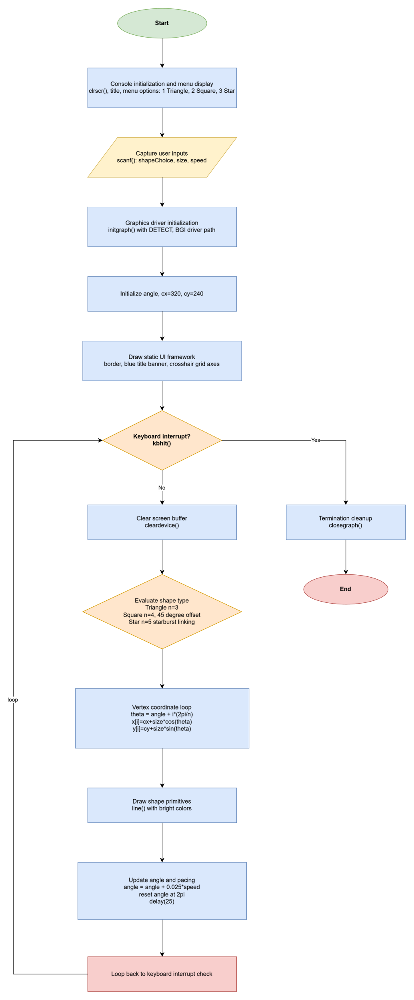 Start
Console initialization and menu display
clrscr(), title, menu options: 1 Triangle, 2 Square, 3 Star
Capture user inputs
scanf(): shapeChoice, size, speed
Graphics driver initialization
initgraph() with DETECT, BGI driver path
Initialize angle, cx=320, cy=240
Draw static UI framework
border, blue title banner, crosshair grid axes
Keyboard interrupt?
kbhit()
Yes
No
Clear screen buffer
cleardevice()
Termination cleanup
closegraph()
End
Evaluate shape type
Triangle n=3
Square n=4, 45 degree offset
Star n=5 starburst linking
loop
Vertex coordinate loop
theta = angle + i*(2pi/n)
x[i]=cx+size*cos(theta)
y[i]=cy+size*sin(theta)
Draw shape primitives
line() with bright colors
Update angle and pacing
angle = angle + 0.025*speed
reset angle at 2pi
delay(25)
Loop back to keyboard interrupt check